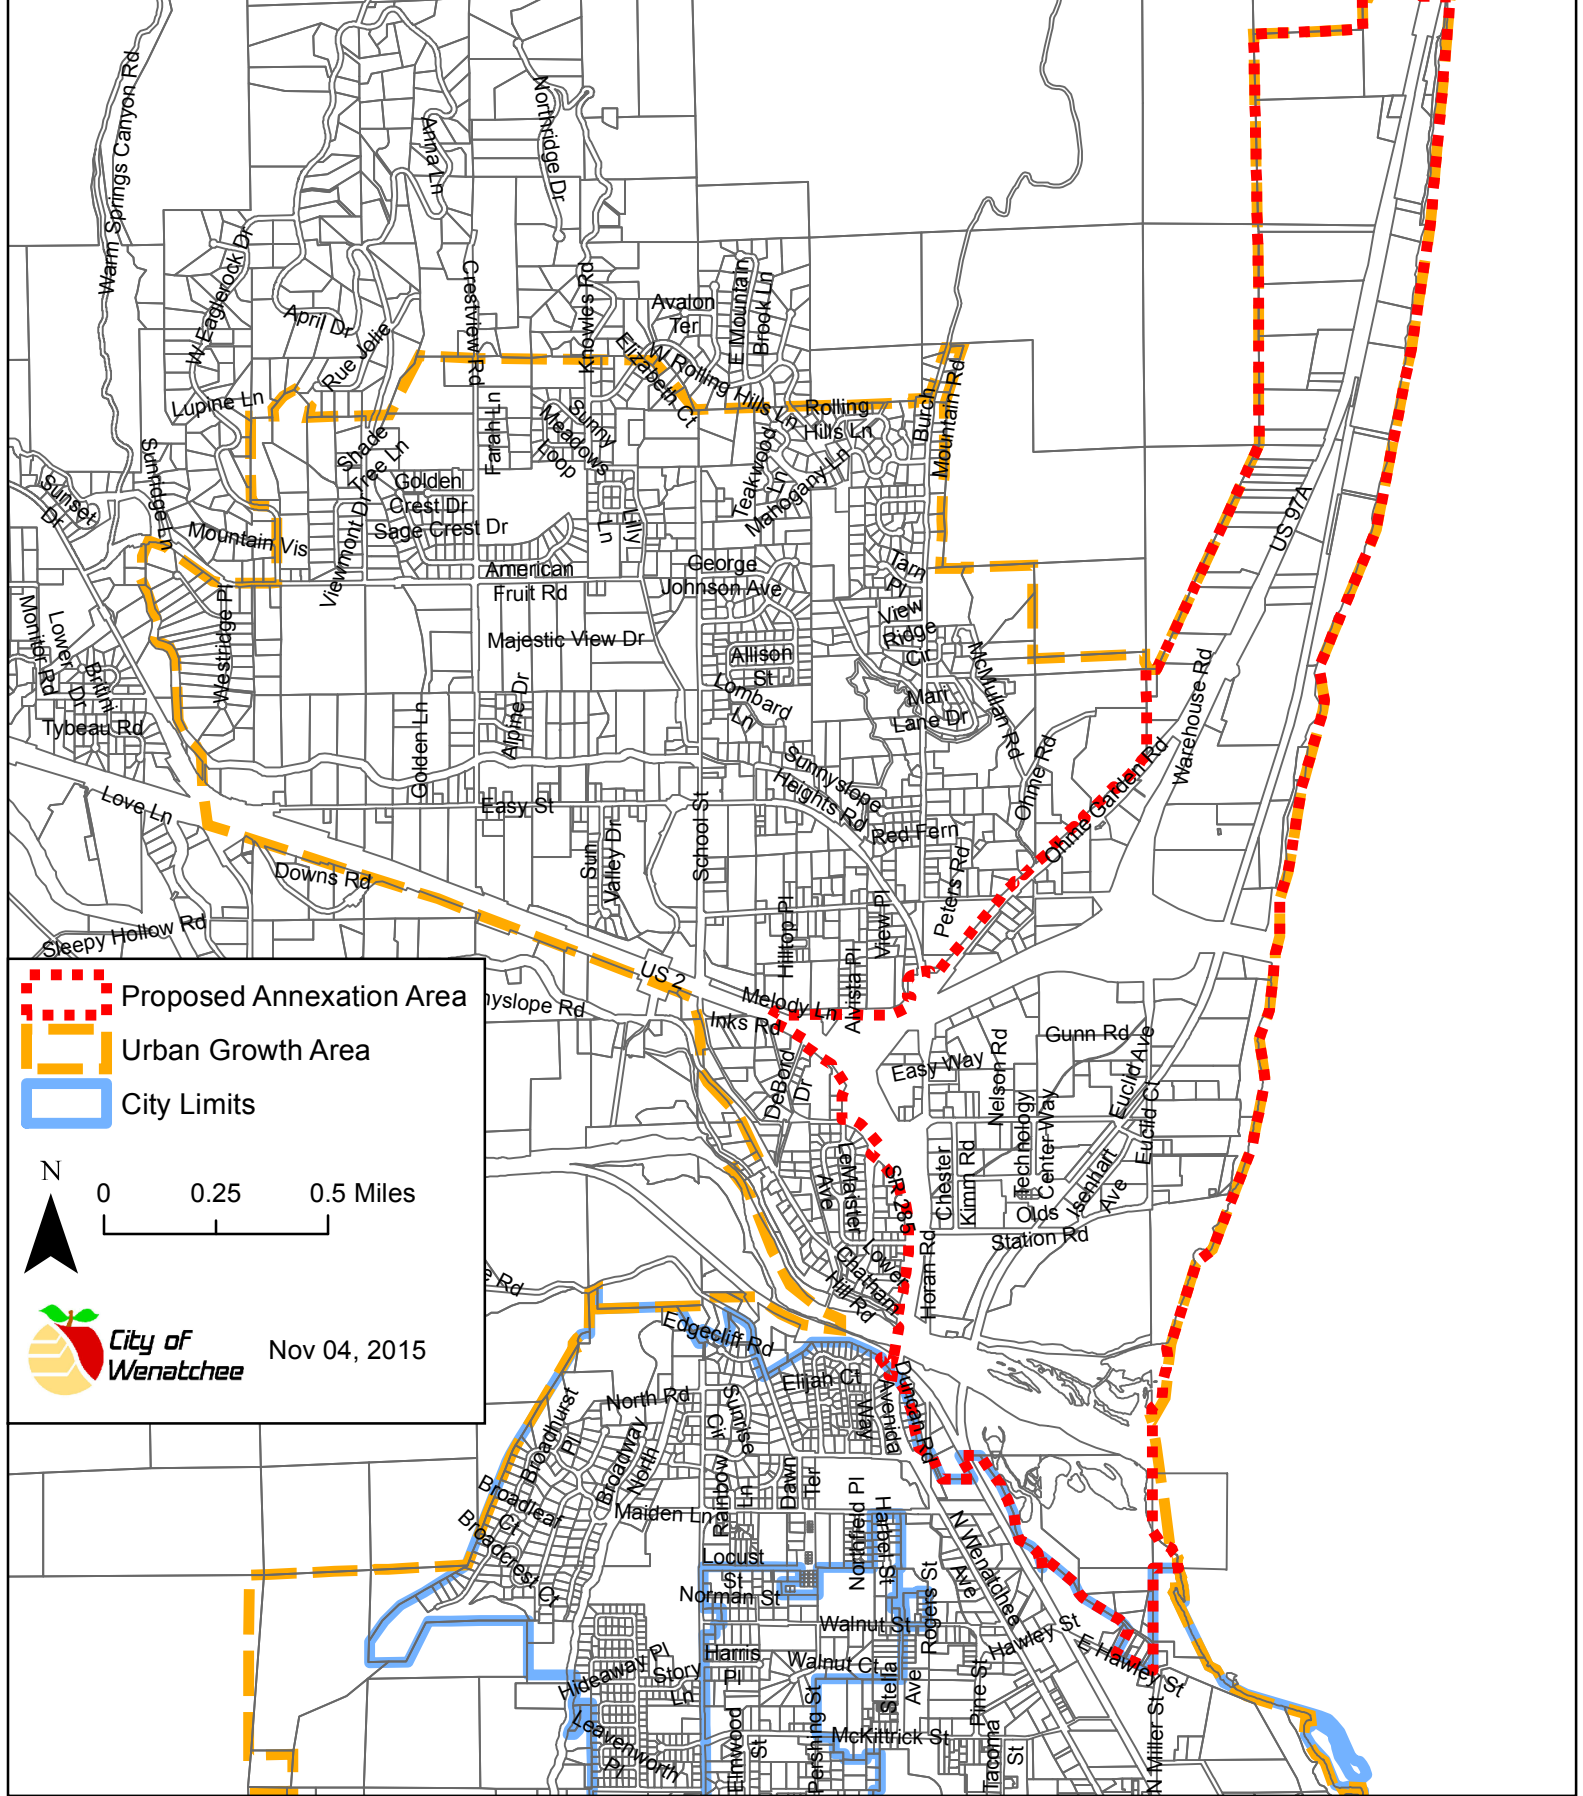 Warm Springs Canyon Rd
Anna Ln
Northridge Dr
W Eaglerock Dr
April Dr
Rue Jolie
Crestview Rd
Knowles Rd
Avalon
Ter
E Mountain
Brook Ln
Elizabeth Ct
W Rolling Hills Ln
Rolling
Hills Ln
Burch
Mountain Rd
Lupine Ln
Sunridge Ln
Shade
Tree Ln
Farah Ln
Sunny
Meadows
Loop
Teakwood
Ln
Mahogany Ln
Golden
Crest Dr
Sage Crest Dr
Lilly
Ln
Sunset
Dr
Mountain Vis
Viewmont Dr
American
Fruit Rd
George
Johnson Ave
Tarn
Pl
US 97A
Lower
Monitor Rd
Westridge Pl
Majestic View Dr
View
Ridge
Cir
Allison
St
Britini
Dr
Lombard
Ln
Mari
Lane Dr
McMullan Rd
Warehouse Rd
Tybeau Rd
Golden Ln
Alpine Dr
Sunnyslope
Heights Rd
Ohme Rd
Ohme Garden Rd
Love Ln
Easy St
School St
Red Fern
Sun
Valley Dr
Downs Rd
Peters Rd
Sleepy Hollow Rd
Hilltop Pl
View Pl
Alvista Pl
US 2
Melody Ln
Inks Rd
nyslope Rd
Proposed Annexation Area
Urban Growth Area
City Limits
N
0 0.25 0.5 Miles
City of
Wenatchee
Nov 04, 2015
DeBord
Dr
Easy Way
Gunn Rd
Nelson Rd
Euclid Ave
Euclid Ct
Technology
Center Way
LeMaister
Ave
SR 285
Chester
Kimm Rd
Isenhart
Ave
Olds
Station Rd
Horan Rd
Lower
Chatham
Hill Rd
e Rd
Edgecliff Rd
Elijah Ct
Duncan Rd
Avenida
Way
North Rd
Sunrise
Cir
Broadhurst
Pl
Broadway
North
Rainbow
Ln
Dawn
Ter
Northfield Pl
Harbel St
Broadleaf
Ct
Broadcrest Ct
Maiden Ln
N Wenatchee
Ave
Locust
St
Norman St
Rogers St
Walnut St
Hawley St
E Hawley St
Harris
Pl
Walnut Ct
Hideaway Pl
Story
Ln
Stella
Ave
Pine St
Leavenworth
Pl
Elmwood
St
Pershing St
McKittrick St
Tacoma
St
N Miller St